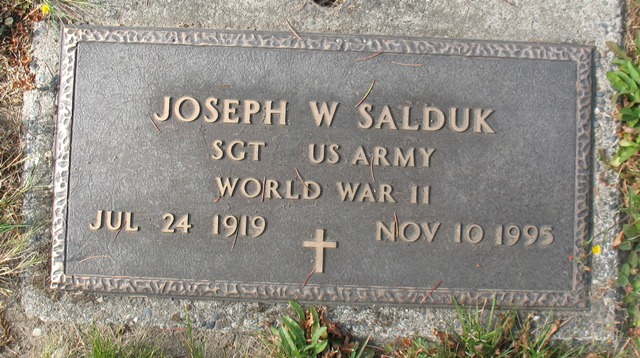 JOSEPH W SALDUK
SGT US ARMY
WORLD WAR II
JUL 24 1919 NOV 10 1995